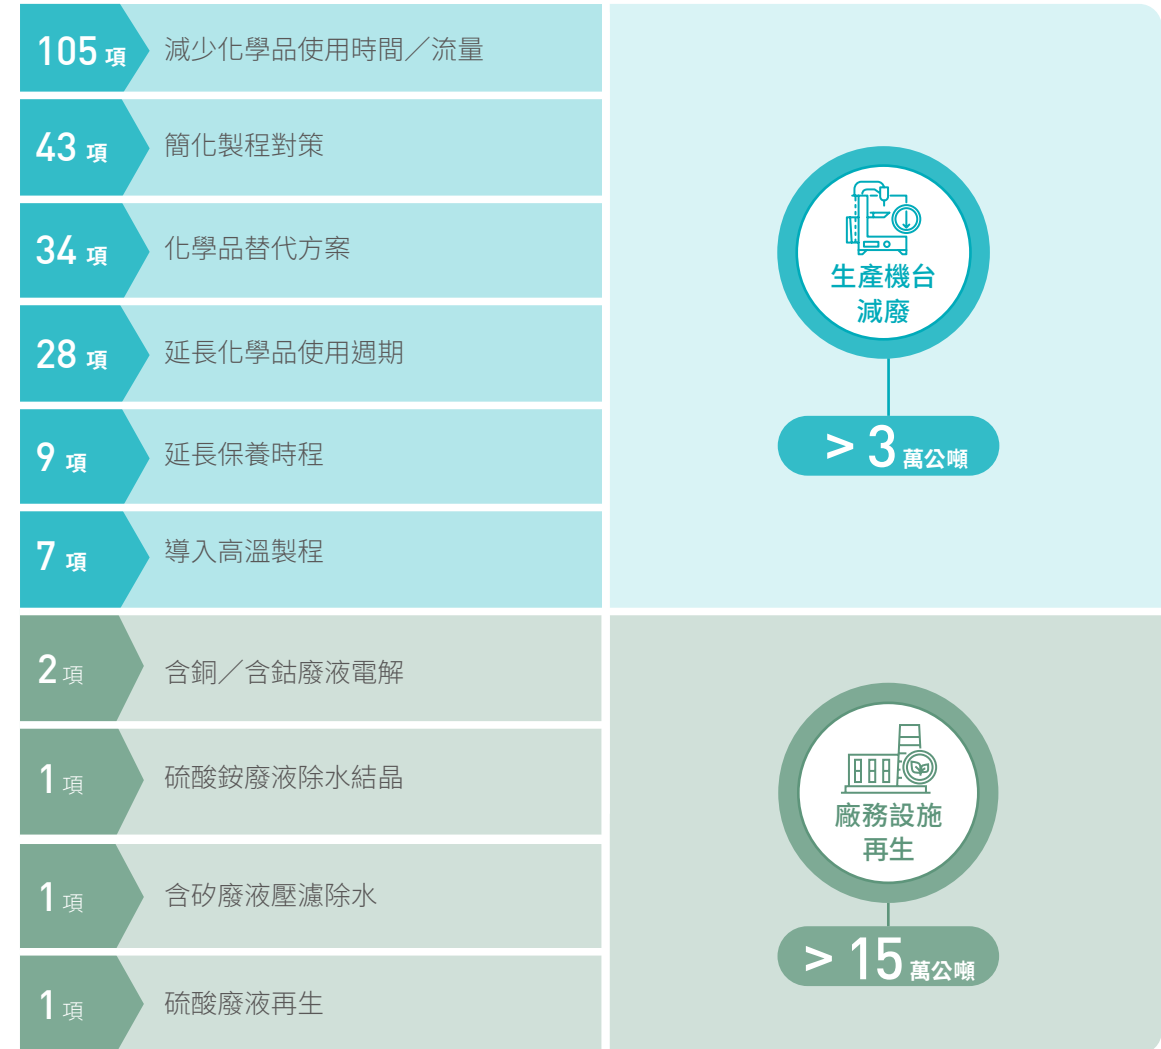 105 項 減少化學品使用時間／流量
43 項 簡化製程對策
34 項 化學品替代方案
28 項 延長化學品使用週期
9 項 延長保養時程
7 項 導入高溫製程
生產機台
減廢
> 3 萬公噸
2 項 含銅／含鈷廢液電解
1 項 硫酸銨廢液除水結晶
1 項 含矽廢液壓濾除水
1 項 硫酸廢液再生
廠務設施
再生
> 15 萬公噸